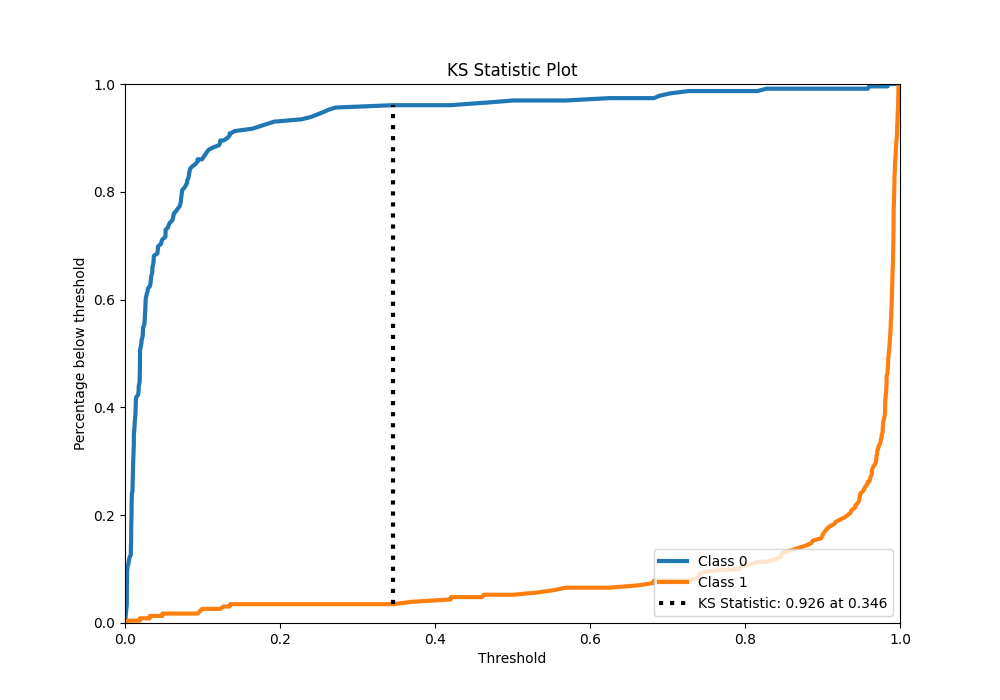 KS Statistic Plot
1.0
0.8
0.6
0.4
0.2
0.0
Percentage below threshold
0.0 0.2 0.4 0.6 0.8 1.0
Threshold
Class 0
Class 1
KS Statistic: 0.926 at 0.346